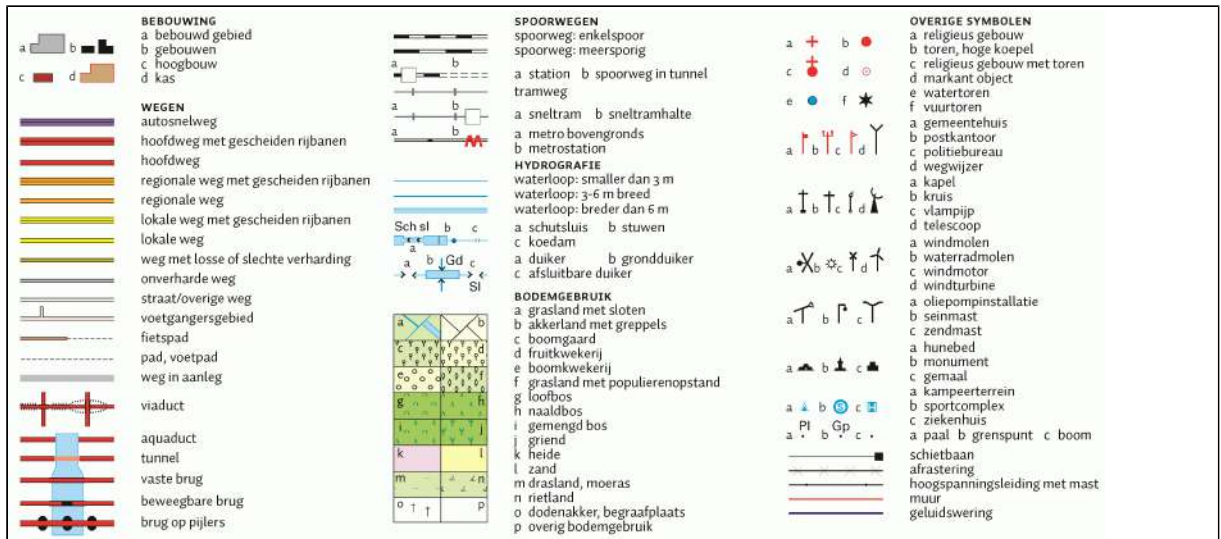 BEBOUWING
a bebouwd gebied
a b b gebouwen
c hoogbouw
c d d kas
WEGEN
autosnelweg
hoofdweg met gescheiden rijbanen
hoofdweg
regionale weg met gescheiden rijbanen
regionale weg
lokale weg met gescheiden rijbanen
lokale weg
weg met losse of slechte verharding
onverharde weg
straat/overige weg
voetgangersgebied
fietspad
pad, voetpad
weg in aanleg
viaduct
aquaduct
tunnel
vaste brug
beweegbare brug
brug op pijlers
SPOORWEGEN
spoorweg: enkelspoor
spoorweg: meersporig
a b
a station b spoorweg in tunnel
tramweg
a b
a sneltram b sneltramhalte
a b
a metro bovengronds
b metrostation
HYDROGRAFIE
waterloop: smaller dan 3 m
waterloop: 3-6 m breed
waterloop: breder dan 6 m
Sch sl b c
a
a schutsluis b stuwen
c koedam
a b Gd c
Sl
a duiker b grondduiker
c afsluitbare duiker
BODEMGEBRUIK
a b
c d
e f
g h
i j
k l
m n
o p
a grasland met sloten
b akkerland met greppels
c boomgaard
d fruitkwekerij
e boomkwekerij
f grasland met populierenopstand
g loofbos
h naaldbos
i gemengd bos
j griend
k heide
l zand
m drasland, moeras
n rietland
o dodenakker, begraafplaats
p overig bodemgebruik
OVERIGE SYMBOLEN
a b
c d
e f
a religieus gebouw
b toren, hoge koepel
c religieus gebouw met toren
d markant object
e watertoren
f vuurtoren
a b c d
a gemeentehuis
b postkantoor
c politiebureau
d wegwijzer
a b c d
a kapel
b kruis
c vlampijp
d telescoop
a b c d
a windmolen
b waterradmolen
c windmotor
d windturbine
a b c
a oliepompinstallatie
b seinmast
c zendmast
a b c
a hunebed
b monument
c gemaal
a b S c H
a kampeerterrein
b sportcomplex
c ziekenhuis
Pl Gp
a b c
a paal b grenspunt c boom
schietbaan
afrastering
hoogspanningsleiding met mast
muur
geluidswering